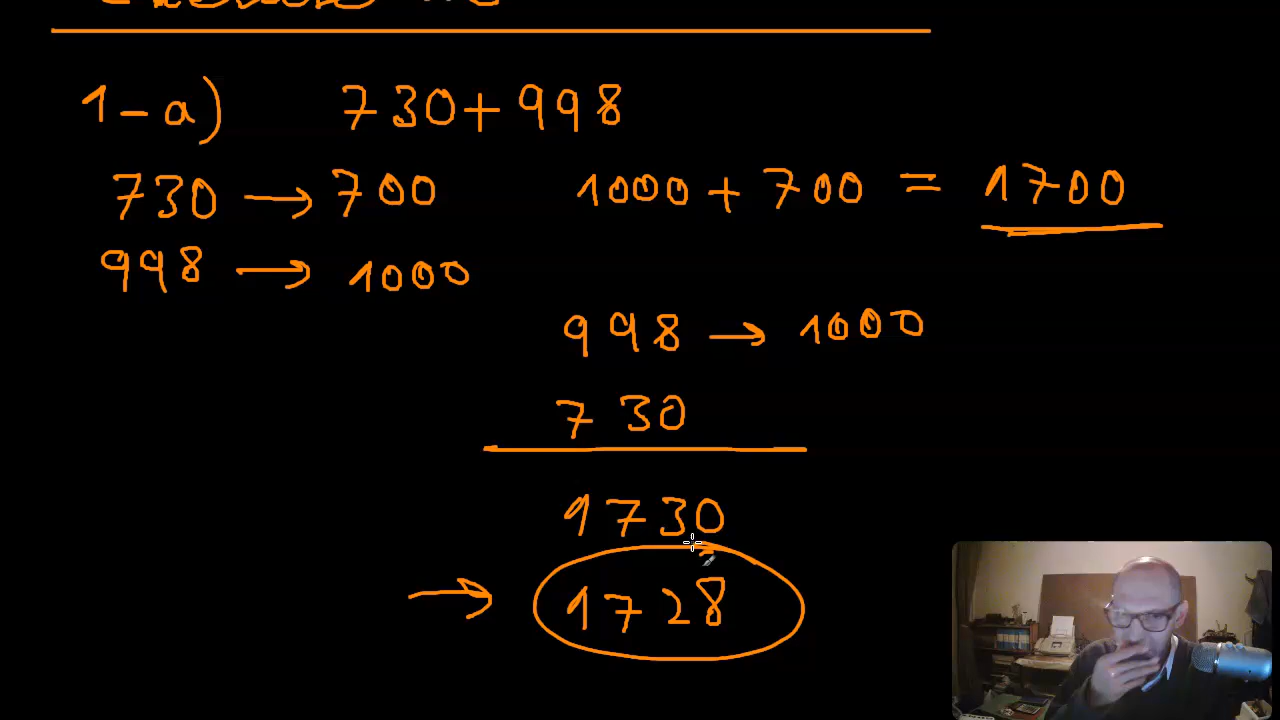 1-a) 730+998
730 → 700 1000 + 700 = 1700
998 → 1000
998 → 1000
730
1730
→ 1728